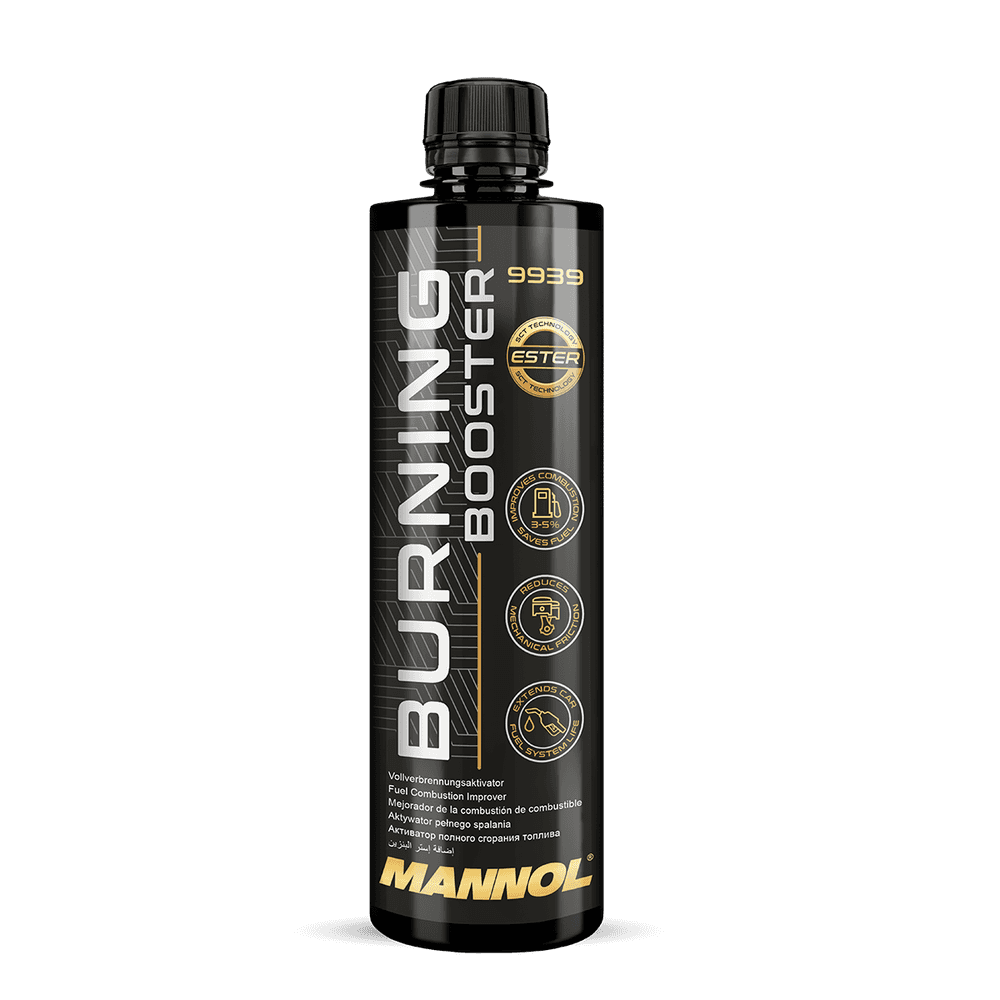 BURNING
BOOSTER
9939
SCT TECHNOLOGY
ESTER
SCT TECHNOLOGY
IMPROVES COMBUSTION
3-5%
SAVES FUEL
REDUCES
MECHANICAL FRICTION
EXTENDS CAR
FUEL SYSTEM LIFE
Vollverbrennungsaktivator
Fuel Combustion Improver
Mejorador de la combustión de combustible
Aktywator pełnego spalania
Активатор полного сгорания топлива
إضافة إستر البنزين
MANNOL®